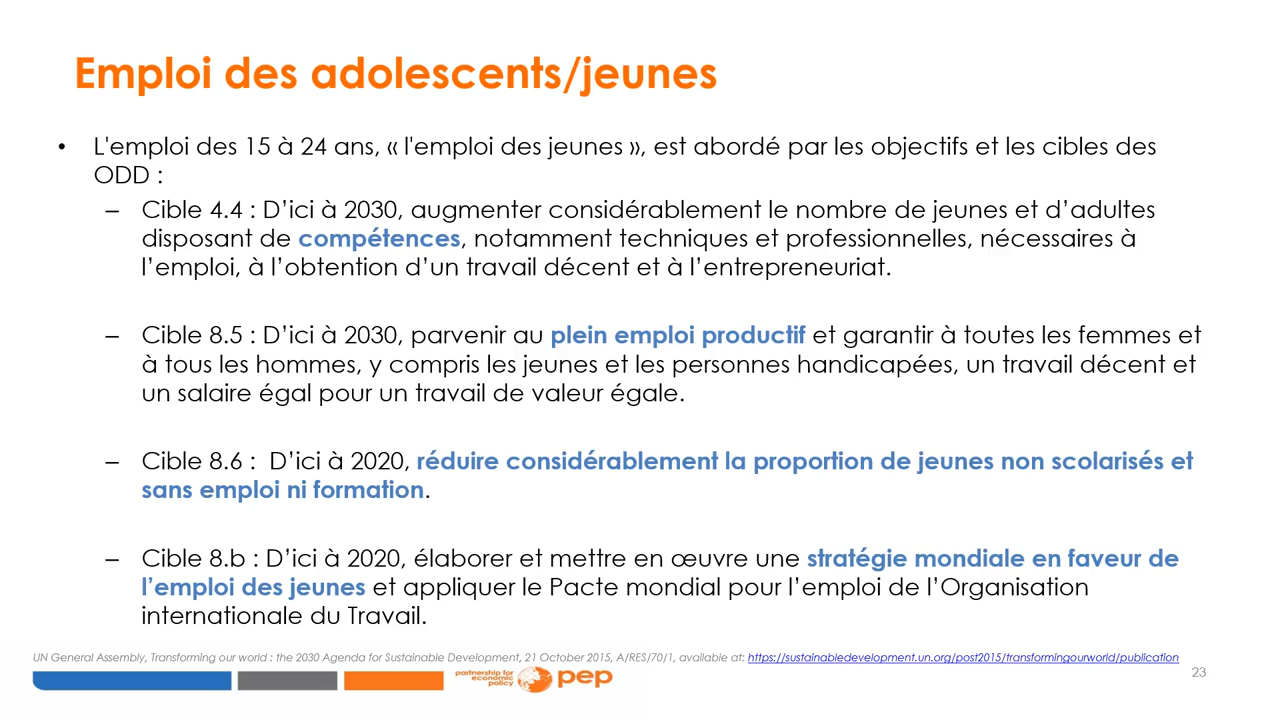 Emploi des adolescents/jeunes
• L'emploi des 15 à 24 ans, « l'emploi des jeunes », est abordé par les objectifs et les cibles des
ODD :
– Cible 4.4 : D’ici à 2030, augmenter considérablement le nombre de jeunes et d’adultes
disposant de compétences, notamment techniques et professionnelles, nécessaires à
l’emploi, à l’obtention d’un travail décent et à l’entrepreneuriat.
– Cible 8.5 : D’ici à 2030, parvenir au plein emploi productif et garantir à toutes les femmes et
à tous les hommes, y compris les jeunes et les personnes handicapées, un travail décent et
un salaire égal pour un travail de valeur égale.
– Cible 8.6 :  D’ici à 2020, réduire considérablement la proportion de jeunes non scolarisés et
sans emploi ni formation.
– Cible 8.b : D’ici à 2020, élaborer et mettre en œuvre une stratégie mondiale en faveur de
l’emploi des jeunes et appliquer le Pacte mondial pour l’emploi de l’Organisation
internationale du Travail.
UN General Assembly, Transforming our world : the 2030 Agenda for Sustainable Development, 21 October 2015, A/RES/70/1, available at: https://sustainabledevelopment.un.org/post2015/transformingourworld/publication
partnership for
economic
policy
pep
23